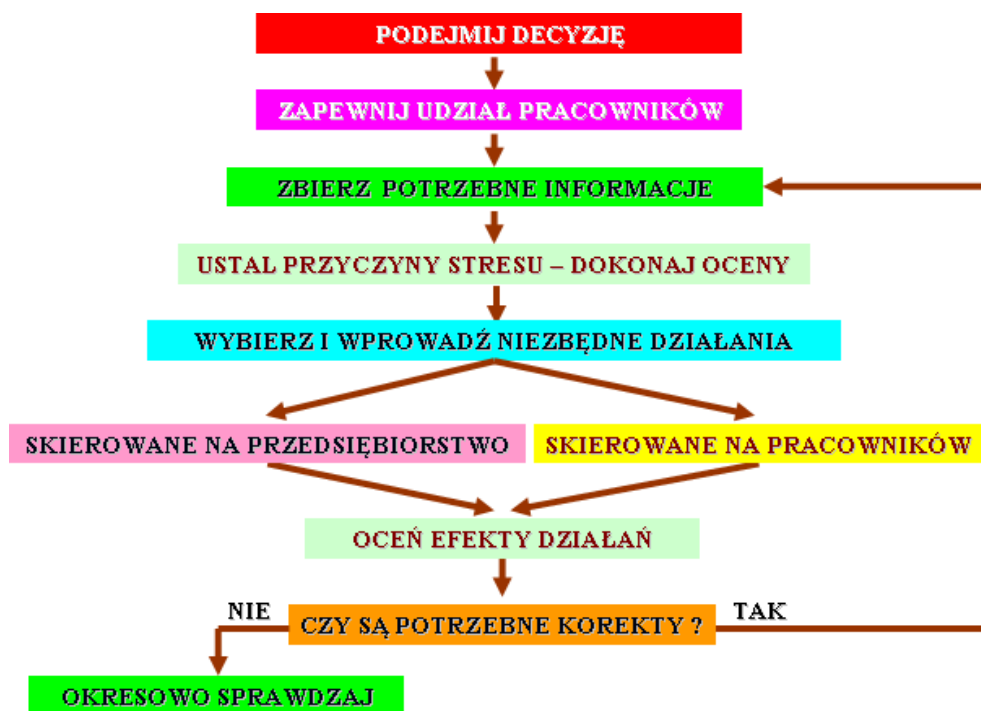 PODEJMIJ DECYZJĘ
ZAPEWNIJ UDZIAŁ PRACOWNIKÓW
ZBIERZ POTRZEBNE INFORMACJE
USTAL PRZYCZYNY STRESU – DOKONAJ OCENY
WYBIERZ I WPROWADŹ NIEZBĘDNE DZIAŁANIA
SKIEROWANE NA PRZEDSIĘBIORSTWO
SKIEROWANE NA PRACOWNIKÓW
OCEŃ EFEKTY DZIAŁAŃ
NIE
CZY SĄ POTRZEBNE KOREKTY ?
TAK
OKRESOWO SPRAWDZAJ